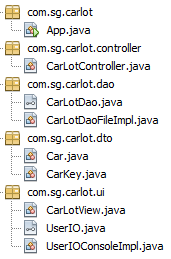 com.sg.carlot
App.java
com.sg.carlot.controller
CarLotController.java
com.sg.carlot.dao
CarLotDao.java
CarLotDaoFileImpl.java
com.sg.carlot.dto
Car.java
CarKey.java
com.sg.carlot.ui
CarLotView.java
UserIO.java
UserIOConsoleImpl.java